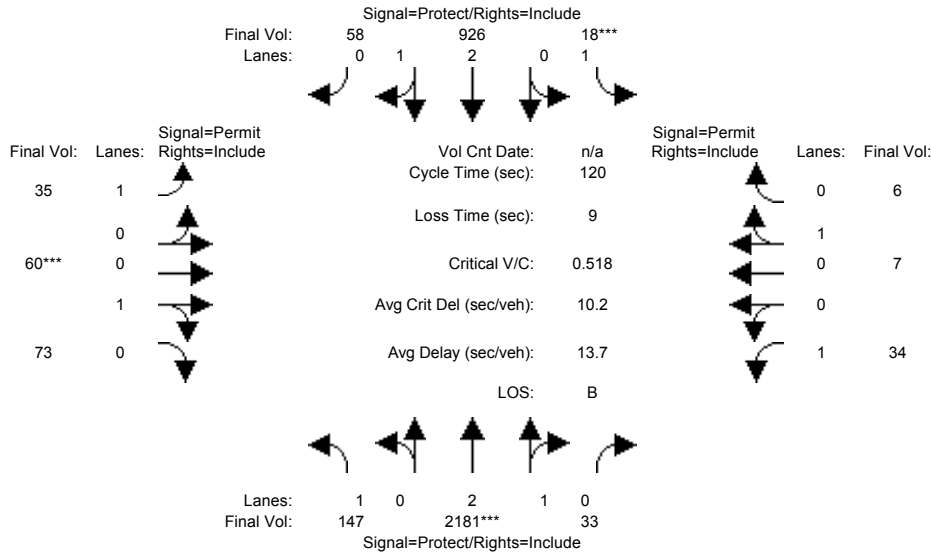 Signal=Protect/Rights=Include
Final Vol: 58 926 18***
Lanes: 0 1 2 0 1
Signal=Permit Signal=Permit
Final Vol: Lanes: Rights=Include Vol Cnt Date: n/a Rights=Include Lanes: Final Vol:
Cycle Time (sec): 120
35 1 0 6
Loss Time (sec): 9
0 1
60*** 0 Critical V/C: 0.518 0 7
1 Avg Crit Del (sec/veh): 10.2 0
73 0 Avg Delay (sec/veh): 13.7 1 34
LOS: B
Lanes: 1 0 2 1 0
Final Vol: 147 2181*** 33
Signal=Protect/Rights=Include